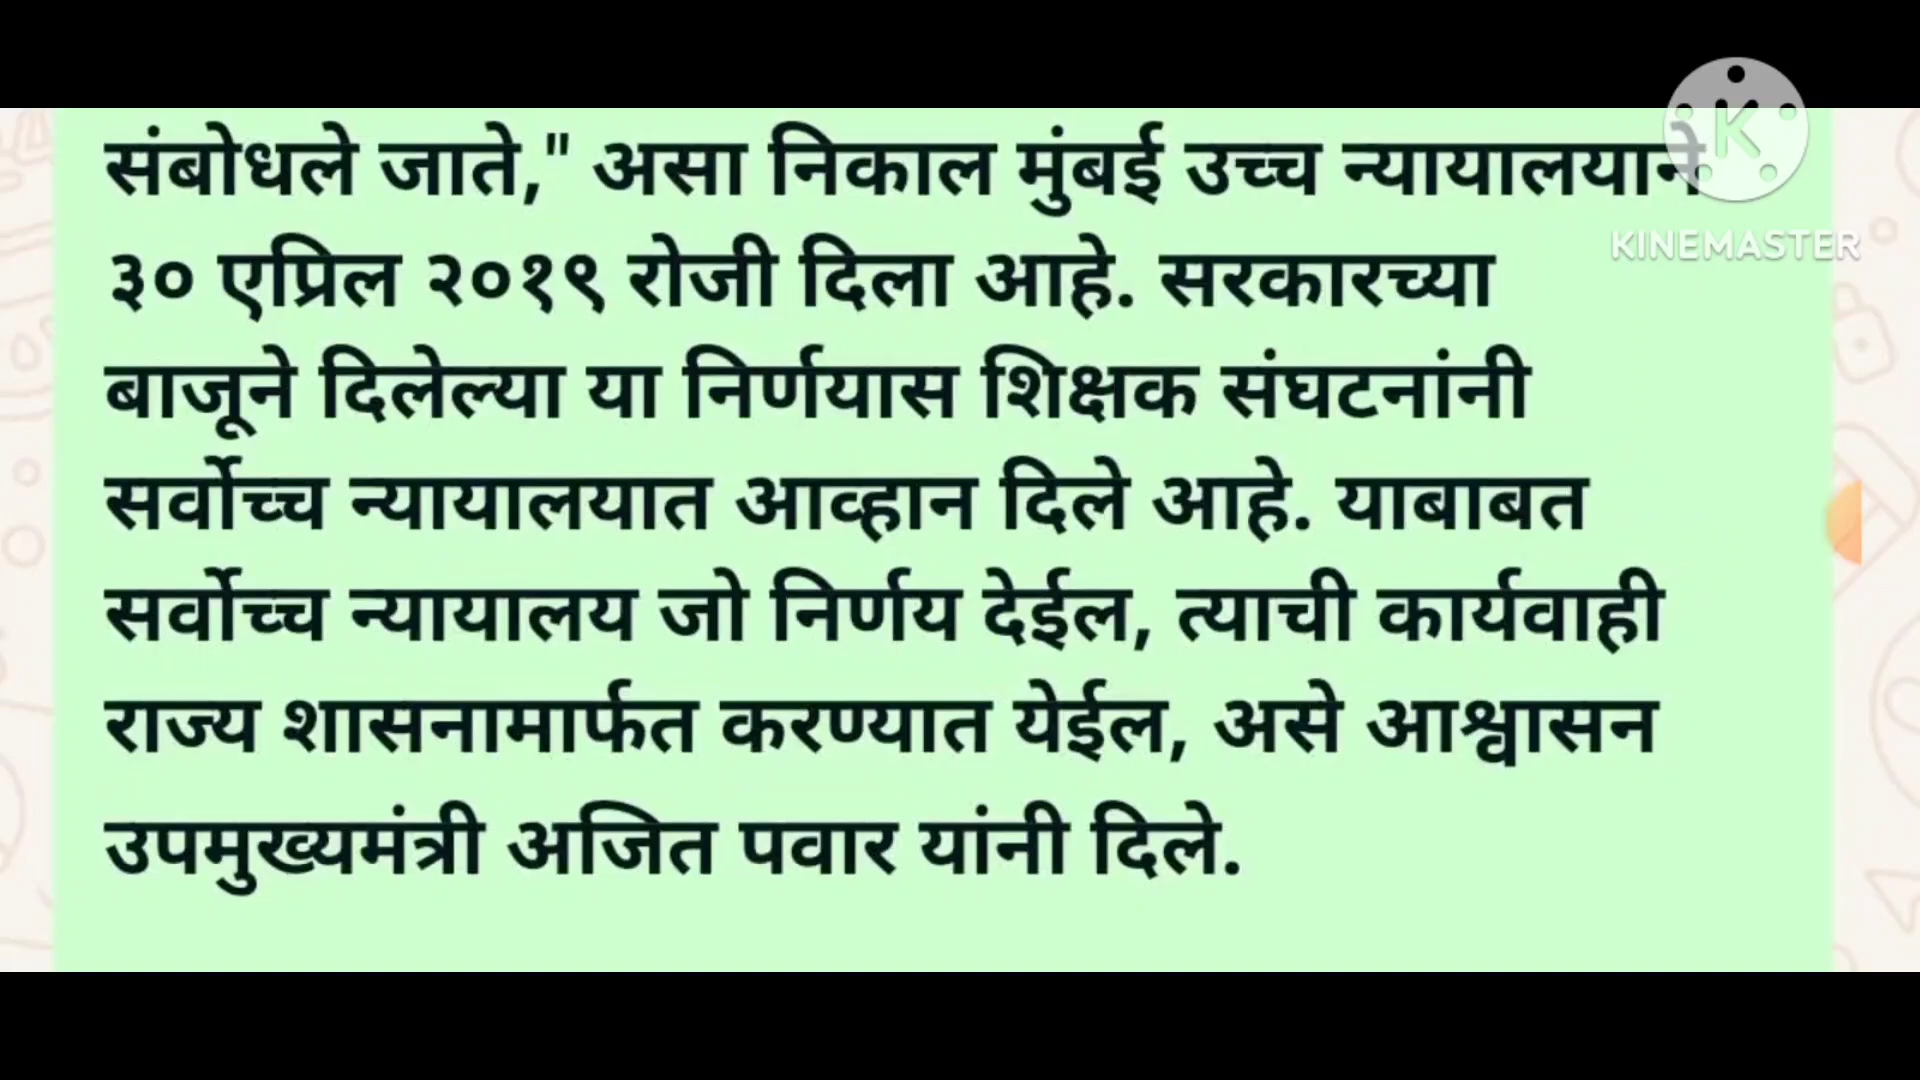 संबोधले जाते," असा निकाल मुंबई उच्च न्यायालयाने
३० एप्रिल २०१९ रोजी दिला आहे. सरकारच्या
बाजूने दिलेल्या या निर्णयास शिक्षक संघटनांनी
सर्वोच्च न्यायालयात आव्हान दिले आहे. याबाबत
सर्वोच्च न्यायालय जो निर्णय देईल, त्याची कार्यवाही
राज्य शासनामार्फत करण्यात येईल, असे आश्वासन
उपमुख्यमंत्री अजित पवार यांनी दिले.
K
KINEMASTER